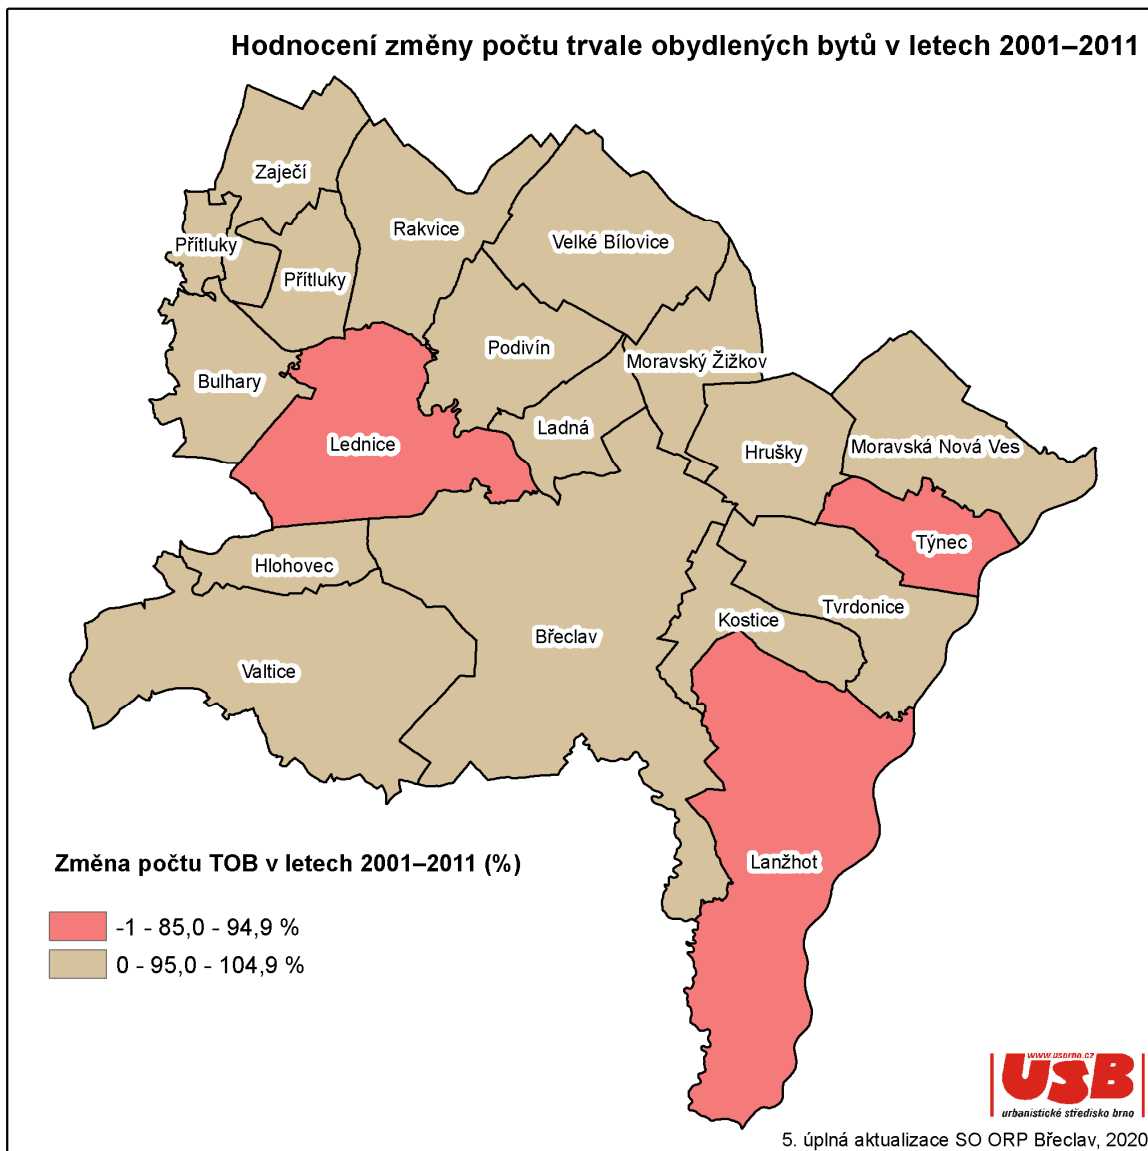 Hodnocení změny počtu trvale obydlených bytů v letech 2001–2011
Zaječí
Přítluky
Rakvice
Velké Bílovice
Přítluky
Podivín
Moravský Žižkov
Bulhary
Ladná
Lednice
Hrušky
Moravská Nová Ves
Týnec
Hlohovec
Tvrdonice
Kostice
Břeclav
Valtice
Lanžhot
Změna počtu TOB v letech 2001–2011 (%)
-1 - 85,0 - 94,9 %
0 - 95,0 - 104,9 %
www.usbrno.cz
USB
urbanistické středisko brno
5. úplná aktualizace SO ORP Břeclav, 2020